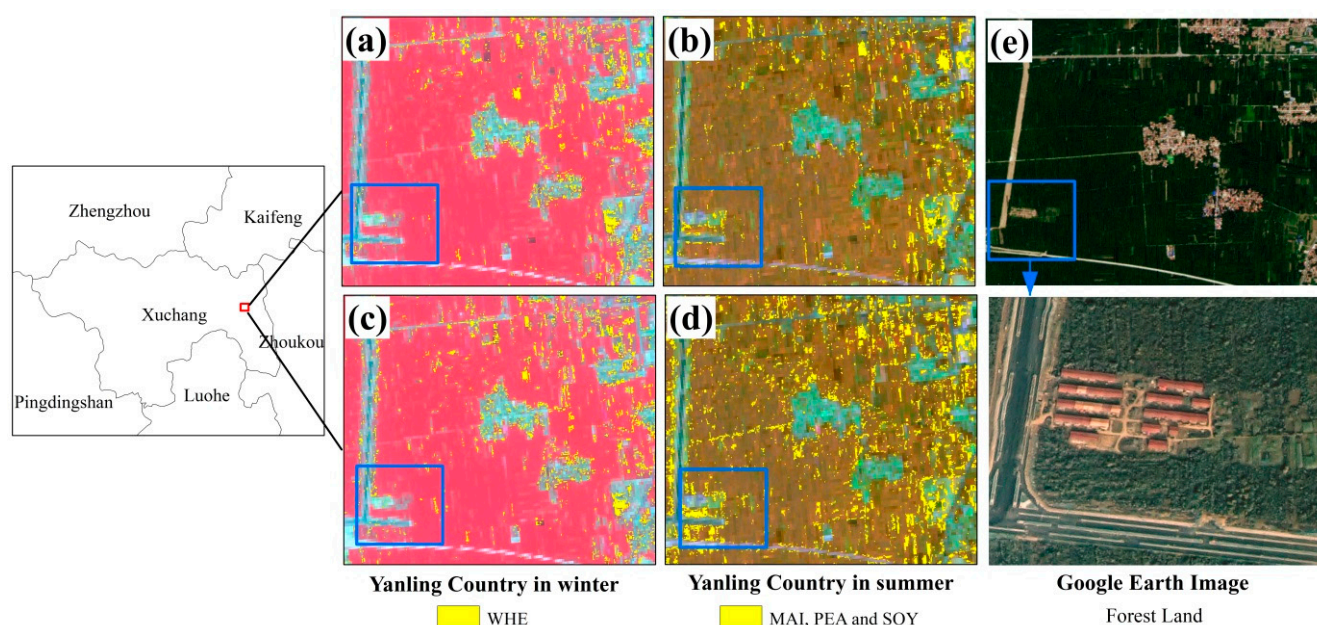 (a)
(b)
(e)
Zhengzhou
Kaifeng
Xuchang
Zhoukou
Pingdingshan
Luohe
(c)
(d)
Yanling Country in winter
Yanling Country in summer
Google Earth Image
WHE
MAI, PEA and SOY
Forest Land